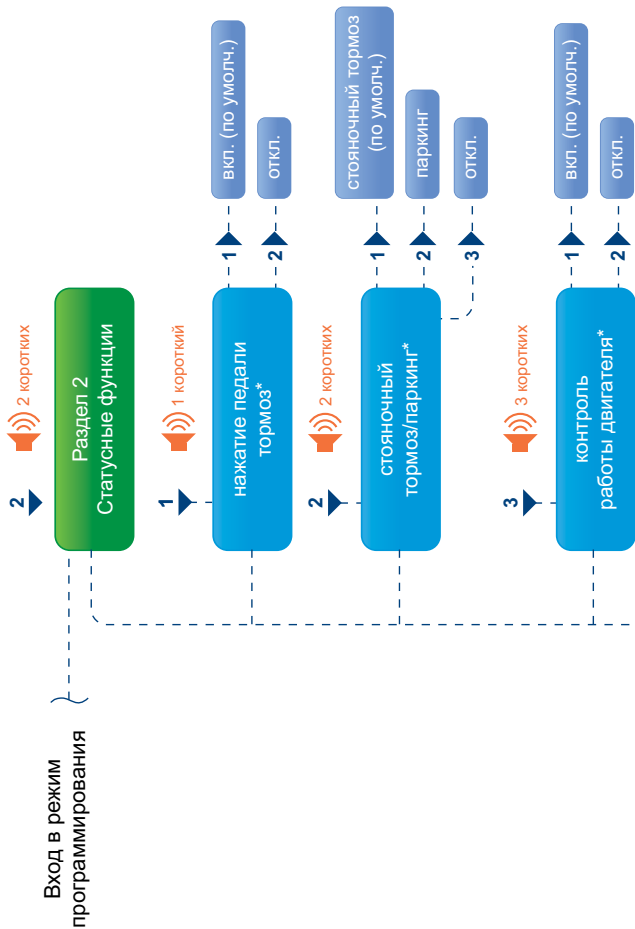 Вход в режим
программирования
2
2 коротких
Раздел 2
Статусные функции
1
1 короткий
нажатие педали
тормоз*
1
вкл. (по умолч.)
2
откл.
2
2 коротких
стояночный
тормоз/паркинг*
1
стояночный тормоз
(по умолч.)
2
паркинг
3
откл.
3
3 коротких
контроль
работы двигателя*
1
вкл. (по умолч.)
2
откл.